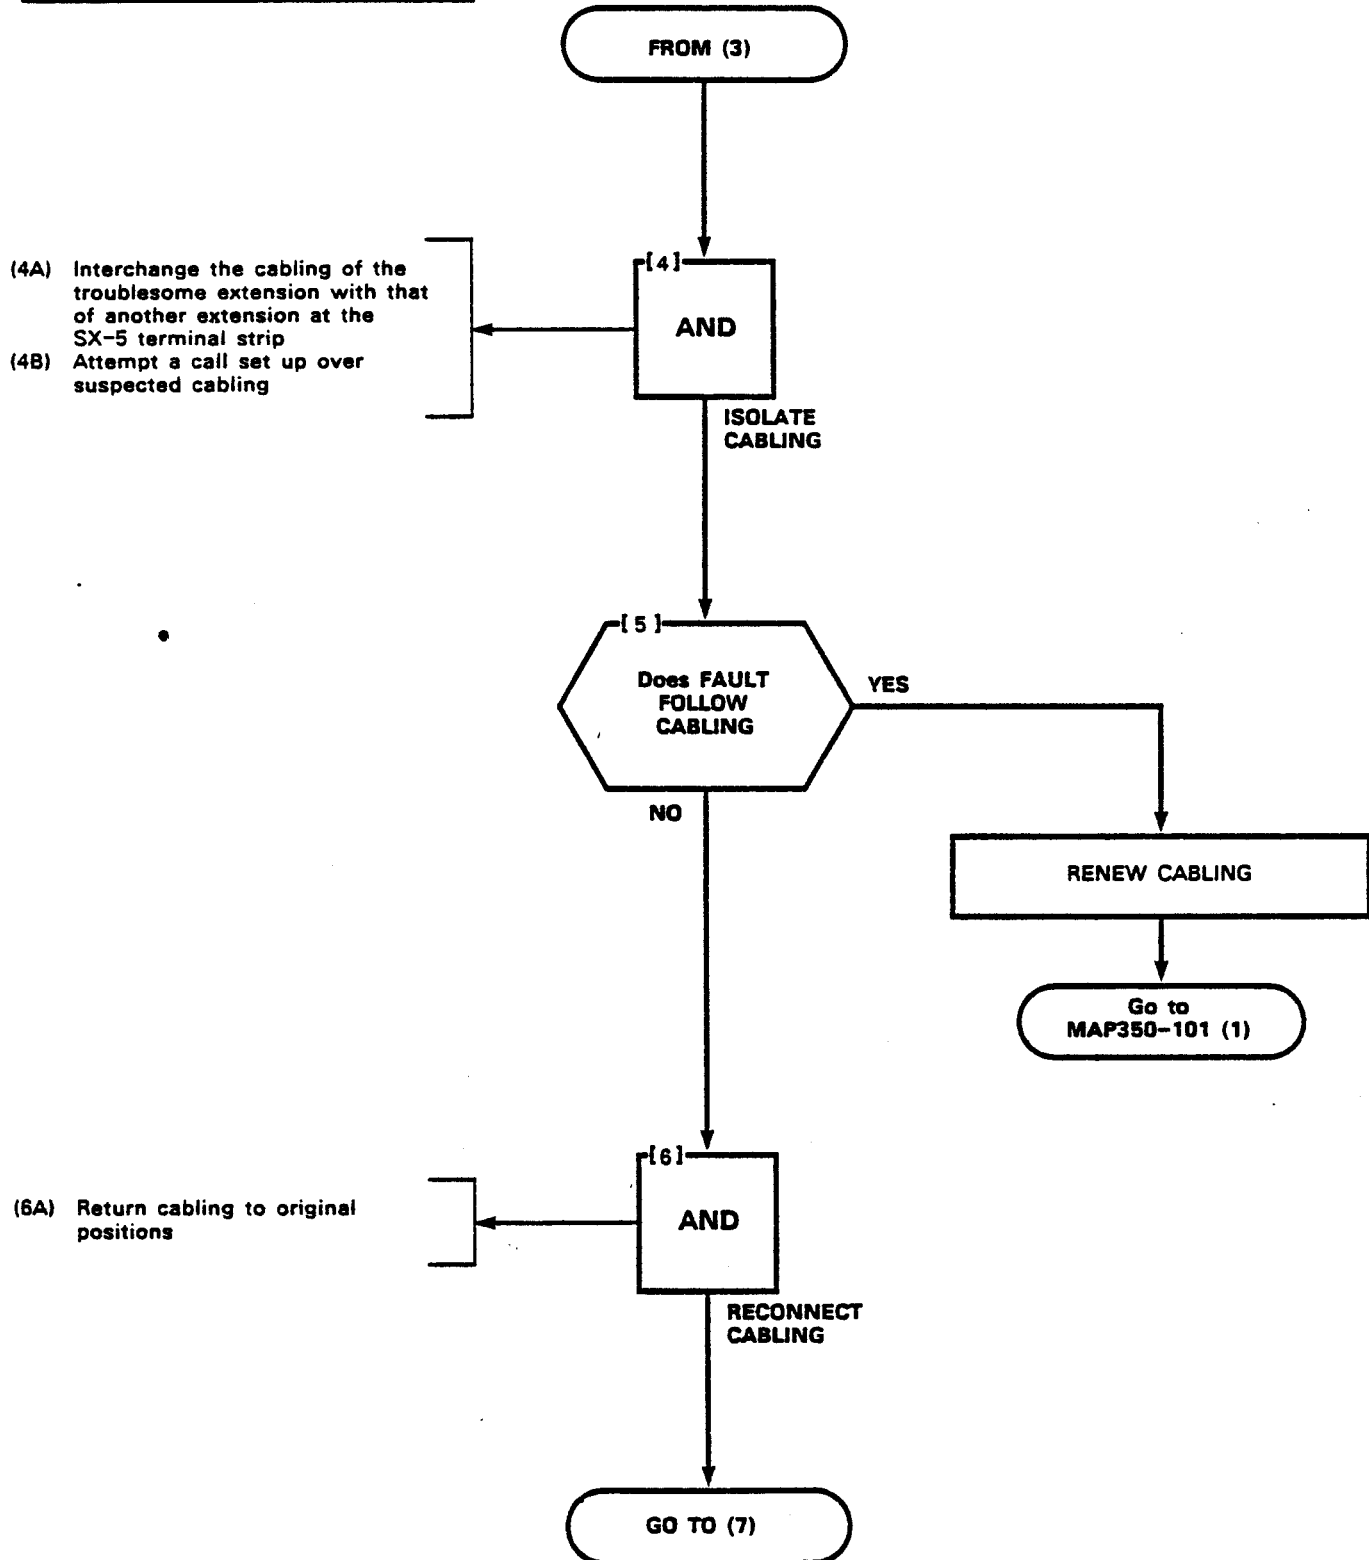 FROM (3)
[4]
(4A) Interchange the cabling of the
troublesome extension with that
of another extension at the
SX-5 terminal strip
(4B) Attempt a call set up over
suspected cabling
AND
ISOLATE
CABLING
[5]
Does FAULT
FOLLOW
CABLING
YES
NO
RENEW CABLING
Go to
MAP350-101 (1)
[6]
(6A) Return cabling to original
positions
AND
RECONNECT
CABLING
GO TO (7)